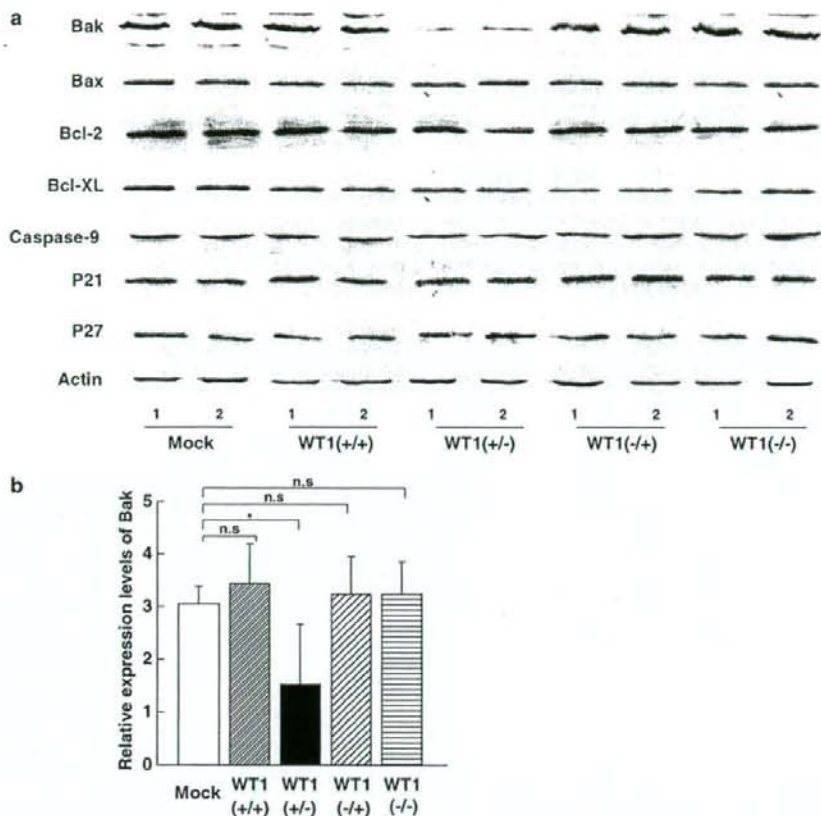 a
Bak
Bax
Bcl-2
Bcl-XL
Caspase-9
P21
P27
Actin
1 2 1 2 1 2 1 2 1 2
Mock WT1(+/+) WT1(+/-) WT1(-/+) WT1(-/-)
b
n.s
n.s
*
n.s
Relative expression levels of Bak
5
4
3
2
1
0
Mock WT1 WT1 WT1 WT1
(+/+) (+/-) (-/+) (-/-)